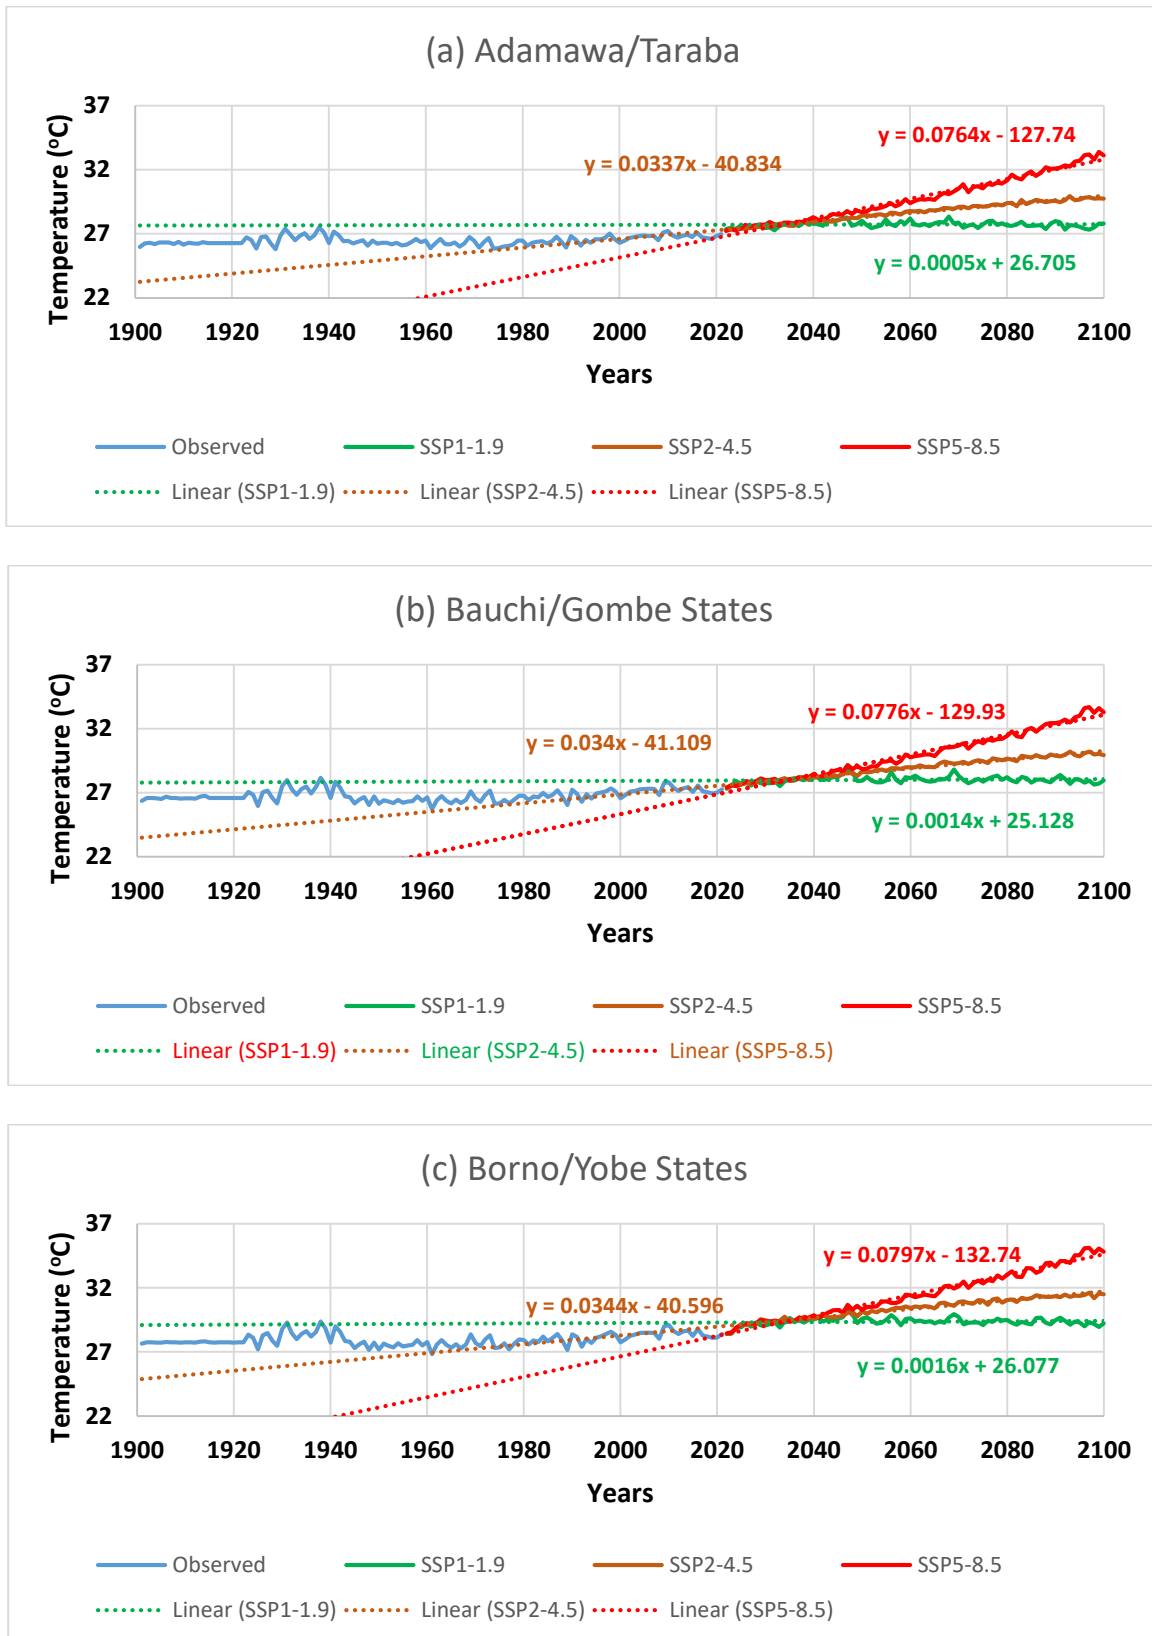 (a) Adamawa/Taraba
Temperature (ºC)
37
32
27
22
y = 0.0337x - 40.834
y = 0.0764x - 127.74
y = 0.0005x + 26.705
1900 1920 1940 1960 1980 2000 2020 2040 2060 2080 2100
Years
Observed SSP1-1.9 SSP2-4.5 SSP5-8.5
Linear (SSP1-1.9) Linear (SSP2-4.5) Linear (SSP5-8.5)
(b) Bauchi/Gombe States
Temperature (ºC)
37
32
27
22
y = 0.034x - 41.109
y = 0.0776x - 129.93
y = 0.0014x + 25.128
1900 1920 1940 1960 1980 2000 2020 2040 2060 2080 2100
Years
Observed SSP1-1.9 SSP2-4.5 SSP5-8.5
Linear (SSP1-1.9) Linear (SSP2-4.5) Linear (SSP5-8.5)
(c) Borno/Yobe States
Temperature (ºC)
37
32
27
22
y = 0.0344x - 40.596
y = 0.0797x - 132.74
y = 0.0016x + 26.077
1900 1920 1940 1960 1980 2000 2020 2040 2060 2080 2100
Years
Observed SSP1-1.9 SSP2-4.5 SSP5-8.5
Linear (SSP1-1.9) Linear (SSP2-4.5) Linear (SSP5-8.5)